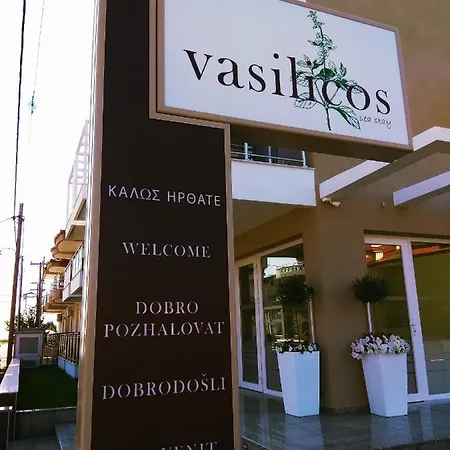 vasilicos
sea stay
ΚΑΛΩΣ ΗΡΘΑΤΕ
WELCOME
DOBRO
POZHALOVAT
DOBRODOŠLI